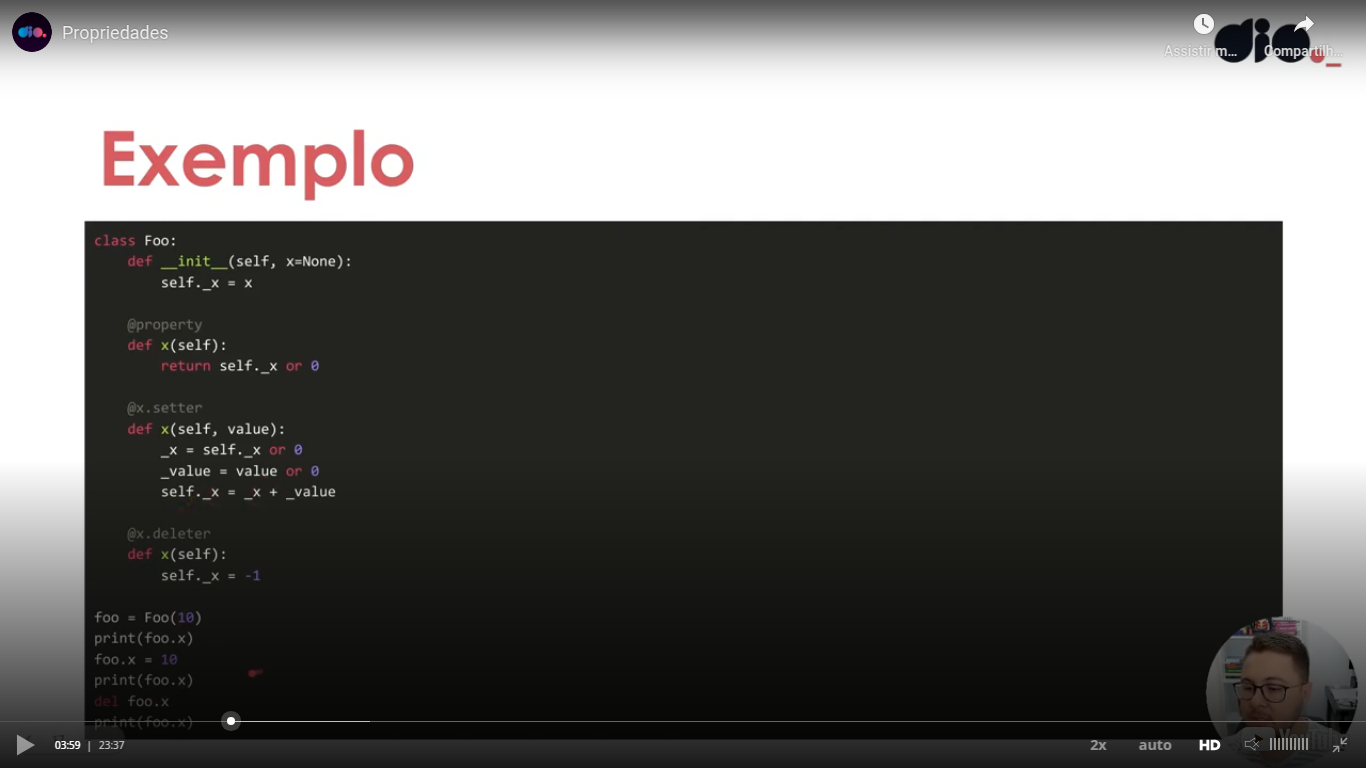 dio.
Propriedades
Assistir m...
Compartilh...
dio._
Exemplo
class Foo:
    def __init__(self, x=None):
        self._x = x
    @property
    def x(self):
        return self._x or 0
    @x.setter
    def x(self, value):
        _x = self._x or 0
        _value = value or 0
        self._x = _x + _value
    @x.deleter
    def x(self):
        self._x = -1
foo = Foo(10)
print(foo.x)
foo.x = 10
print(foo.x)
del foo.x
print(foo.x)
03:59 | 23:37
2x
auto
HD